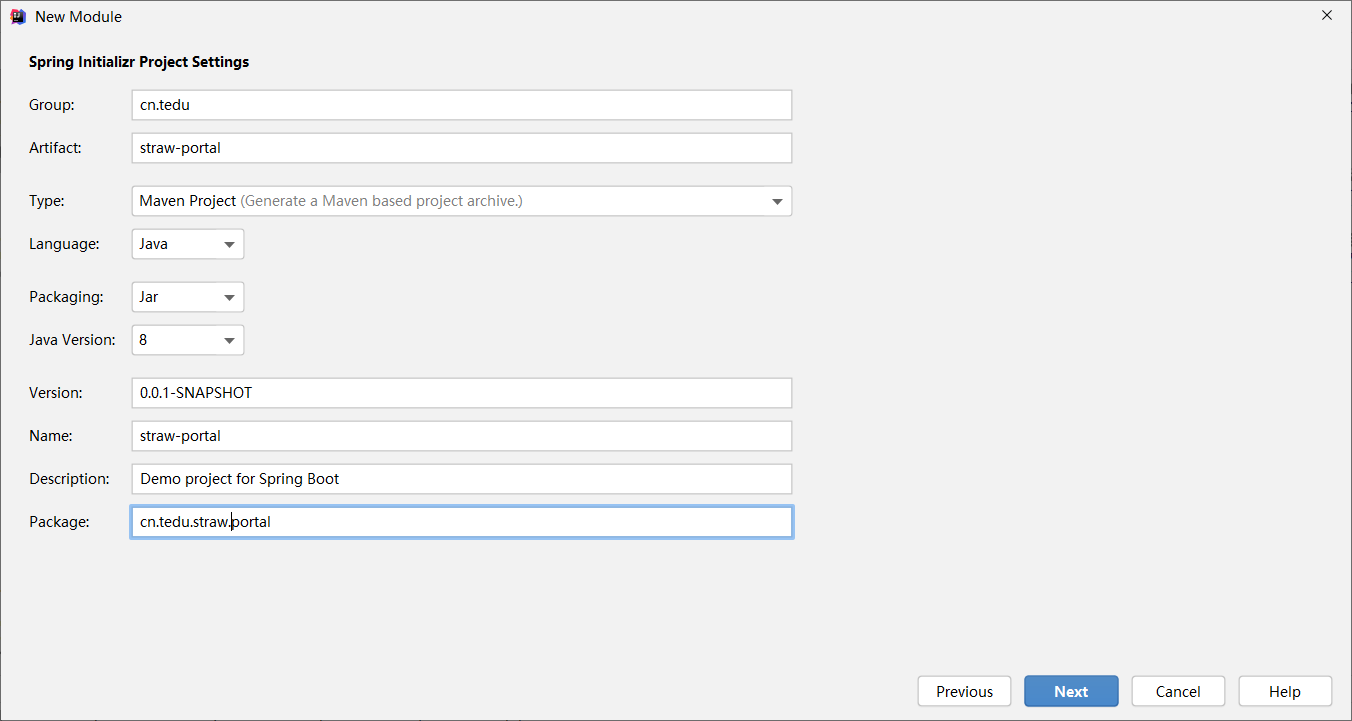 New Module
Spring Initializr Project Settings
Group: cn.tedu
Artifact: straw-portal
Type: Maven Project (Generate a Maven based project archive.)
Language: Java
Packaging: Jar
Java Version: 8
Version: 0.0.1-SNAPSHOT
Name: straw-portal
Description: Demo project for Spring Boot
Package: cn.tedu.straw.portal
Previous Next Cancel Help